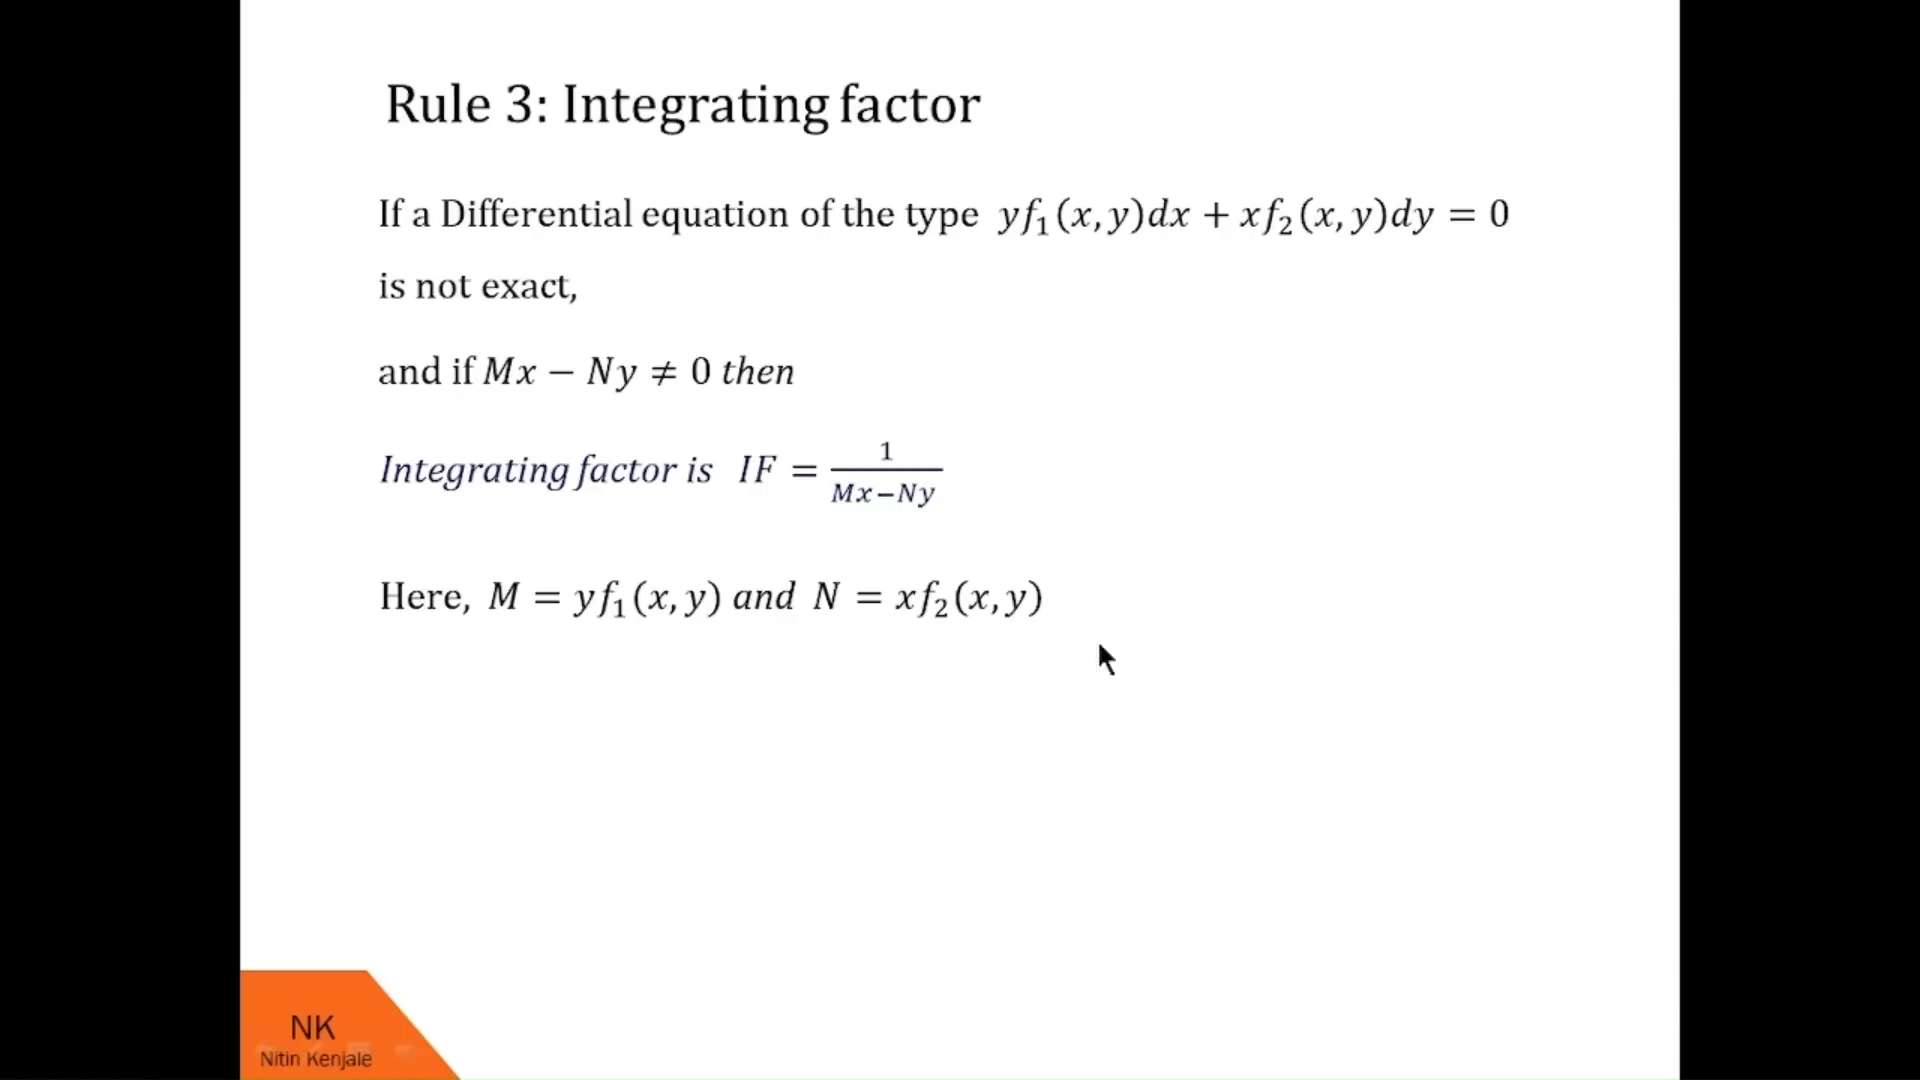 Rule 3: Integrating factor
If a Differential equation of the type yf₁(x, y)dx + xf₂(x, y)dy = 0
is not exact,
and if Mx − Ny ≠ 0 then
Integrating factor is IF = 1/(Mx−Ny)
Here, M = yf₁(x, y) and N = xf₂(x, y)
NK
Nitin Kenjale